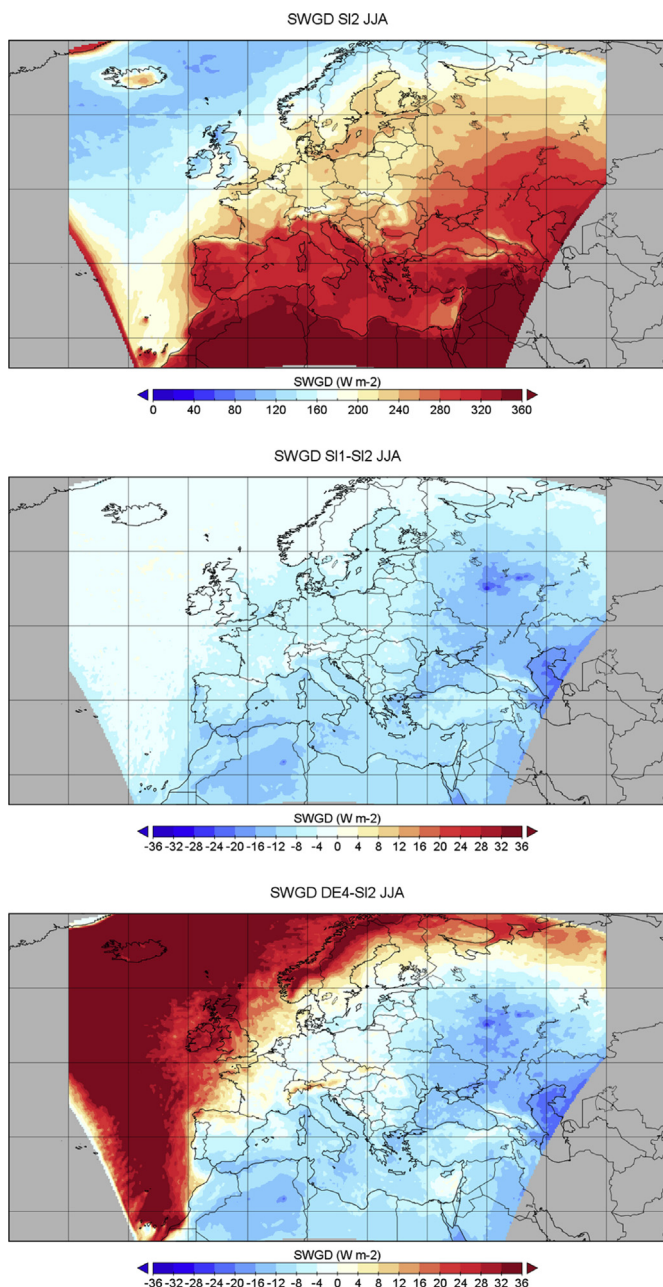 SWGD SI2 JJA
SWGD (W m-2)
0 40 80 120 160 200 240 280 320 360
SWGD SI1-SI2 JJA
SWGD (W m-2)
-36 -32 -28 -24 -20 -16 -12 -8 -4 0 4 8 12 16 20 24 28 32 36
SWGD DE4-SI2 JJA
SWGD (W m-2)
-36 -32 -28 -24 -20 -16 -12 -8 -4 0 4 8 12 16 20 24 28 32 36